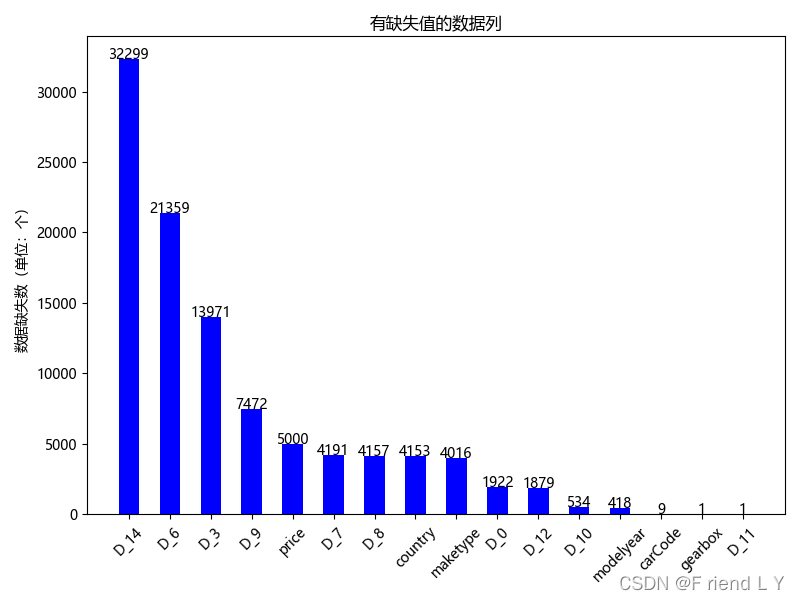 有缺失值的数据列
数据缺失数（单位：个）
30000
25000
20000
15000
10000
5000
0
32299
21359
13971
7472
5000
4191
4157
4153
4016
1922
1879
534
418
9
1
1
D_14
D_6
D_3
D_9
price
D_7
D_8
country
maketype
D_0
D_12
D_10
modelyear
carCode
gearbox
D_11
CSDN @F riend L Y